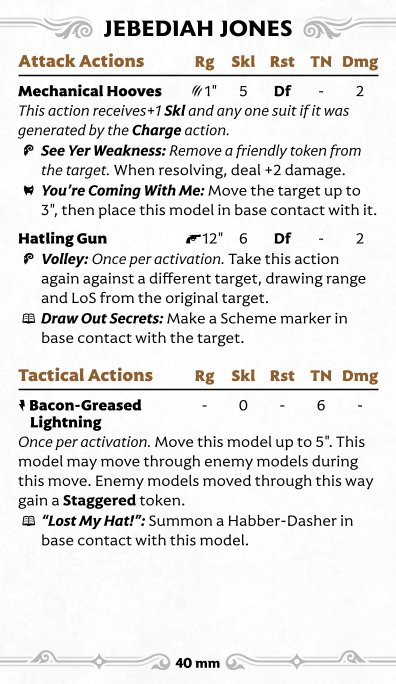 JEBEDIAH JONES
Attack Actions Rg Skl Rst TN Dmg
Mechanical Hooves 1" 5 Df - 2
This action receives+1 Skl and any one suit if it was
generated by the Charge action.
See Yer Weakness: Remove a friendly token from
the target. When resolving, deal +2 damage.
You're Coming With Me: Move the target up to
3", then place this model in base contact with it.
Hatling Gun 12" 6 Df - 2
Volley: Once per activation. Take this action
again against a different target, drawing range
and LoS from the original target.
Draw Out Secrets: Make a Scheme marker in
base contact with the target.
Tactical Actions Rg Skl Rst TN Dmg
Bacon-Greased - 0 - 6 -
Lightning
Once per activation. Move this model up to 5". This
model may move through enemy models during
this move. Enemy models moved through this way
gain a Staggered token.
“Lost My Hat!”: Summon a Habber-Dasher in
base contact with this model.
40 mm